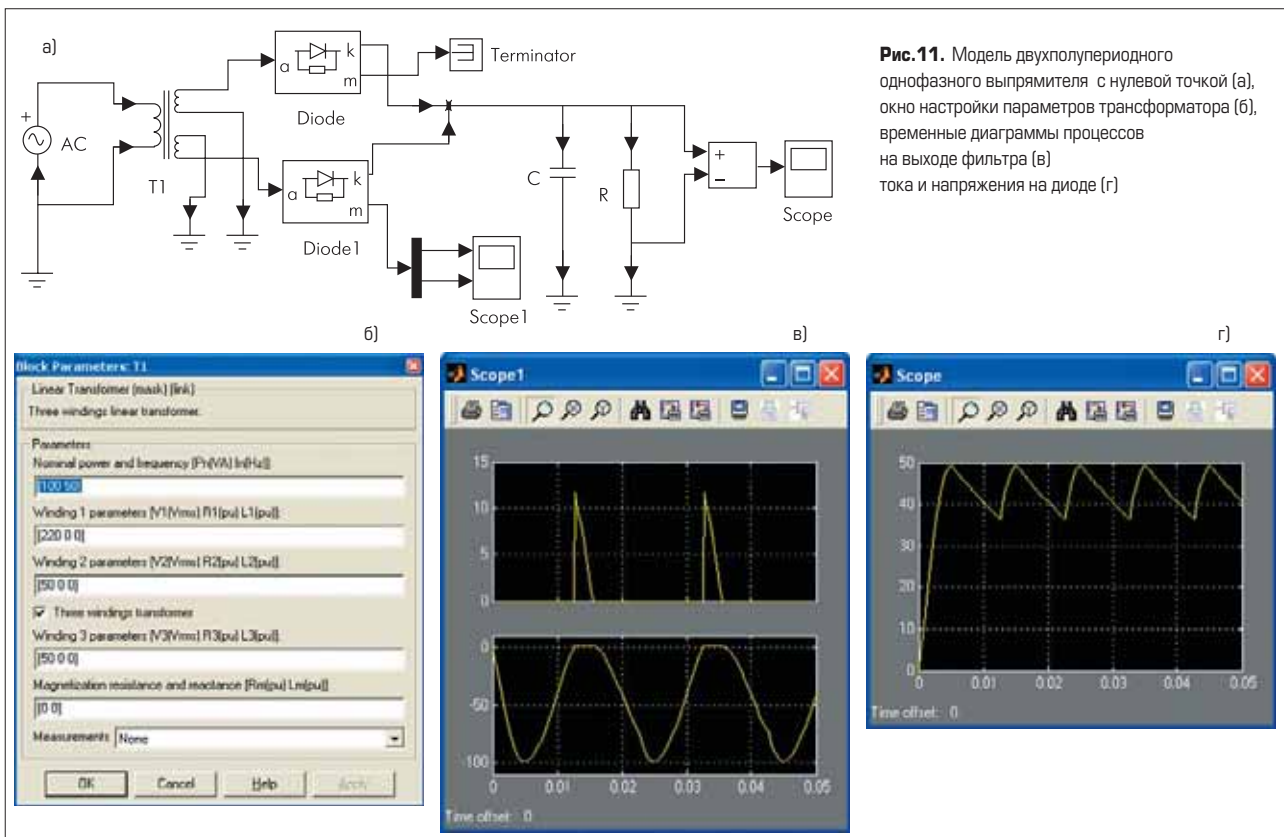 а)
AC
+
T1
a
k
m
Diode
Terminator
a
k
m
Diode1
Scope1
C
R
+
−
Scope
Рис.11. Модель двухполупериодного
однофазного выпрямителя с нулевой точкой (а),
окно настройки параметров трансформатора (б),
временные диаграммы процессов
на выходе фильтра (в)
тока и напряжения на диоде (г)
б)
Block Parameters: T1
Linear Transformer (mask) (link)
Three windings linear transformer.
Parameters
Nominal power and frequency [Pn(VA) fn(Hz)]:
[100 50]
Winding 1 parameters [V1(Vrms) R1(pu) L1(pu)]:
[220 0 0]
Winding 2 parameters [V2(Vrms) R2(pu) L2(pu)]:
[50 0 0]
Three windings transformer
Winding 3 parameters [V3(Vrms) R3(pu) L3(pu)]:
[50 0 0]
Magnetization resistance and reactance [Rm(pu) Lm(pu)]:
[0 0]
Measurements None
OK Cancel Help Apply
в)
Scope1
15
10
5
0
0
-50
-100
0 0.01 0.02 0.03 0.04 0.05
Time offset: 0
г)
Scope
50
40
30
20
10
0
0 0.01 0.02 0.03 0.04 0.05
Time offset: 0